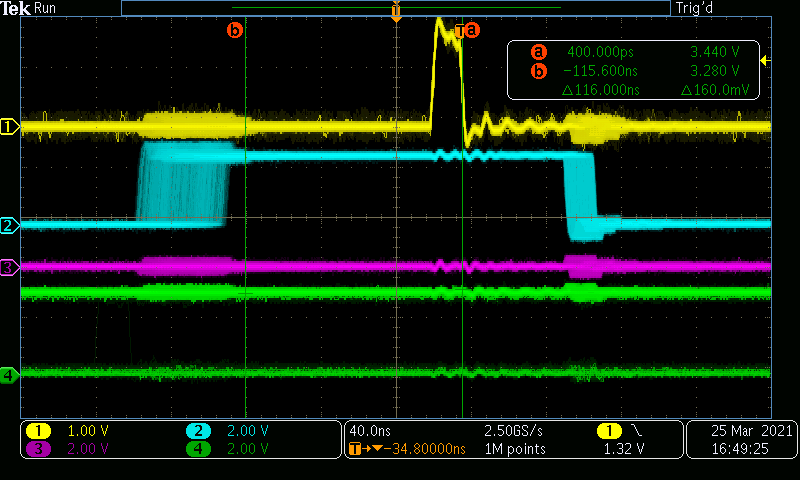 Tek Run Trig'd
T
b T a
a 400.000ps 3.440 V
b −115.600ns 3.280 V
△116.000ns △160.0mV
1
2
3
4
1 1.00 V 2 2.00 V 40.0ns 2.50GS/s 1 \ 25 Mar 2021
3 2.00 V 4 2.00 V T→▼−34.80000ns 1M points 1.32 V 16:49:25